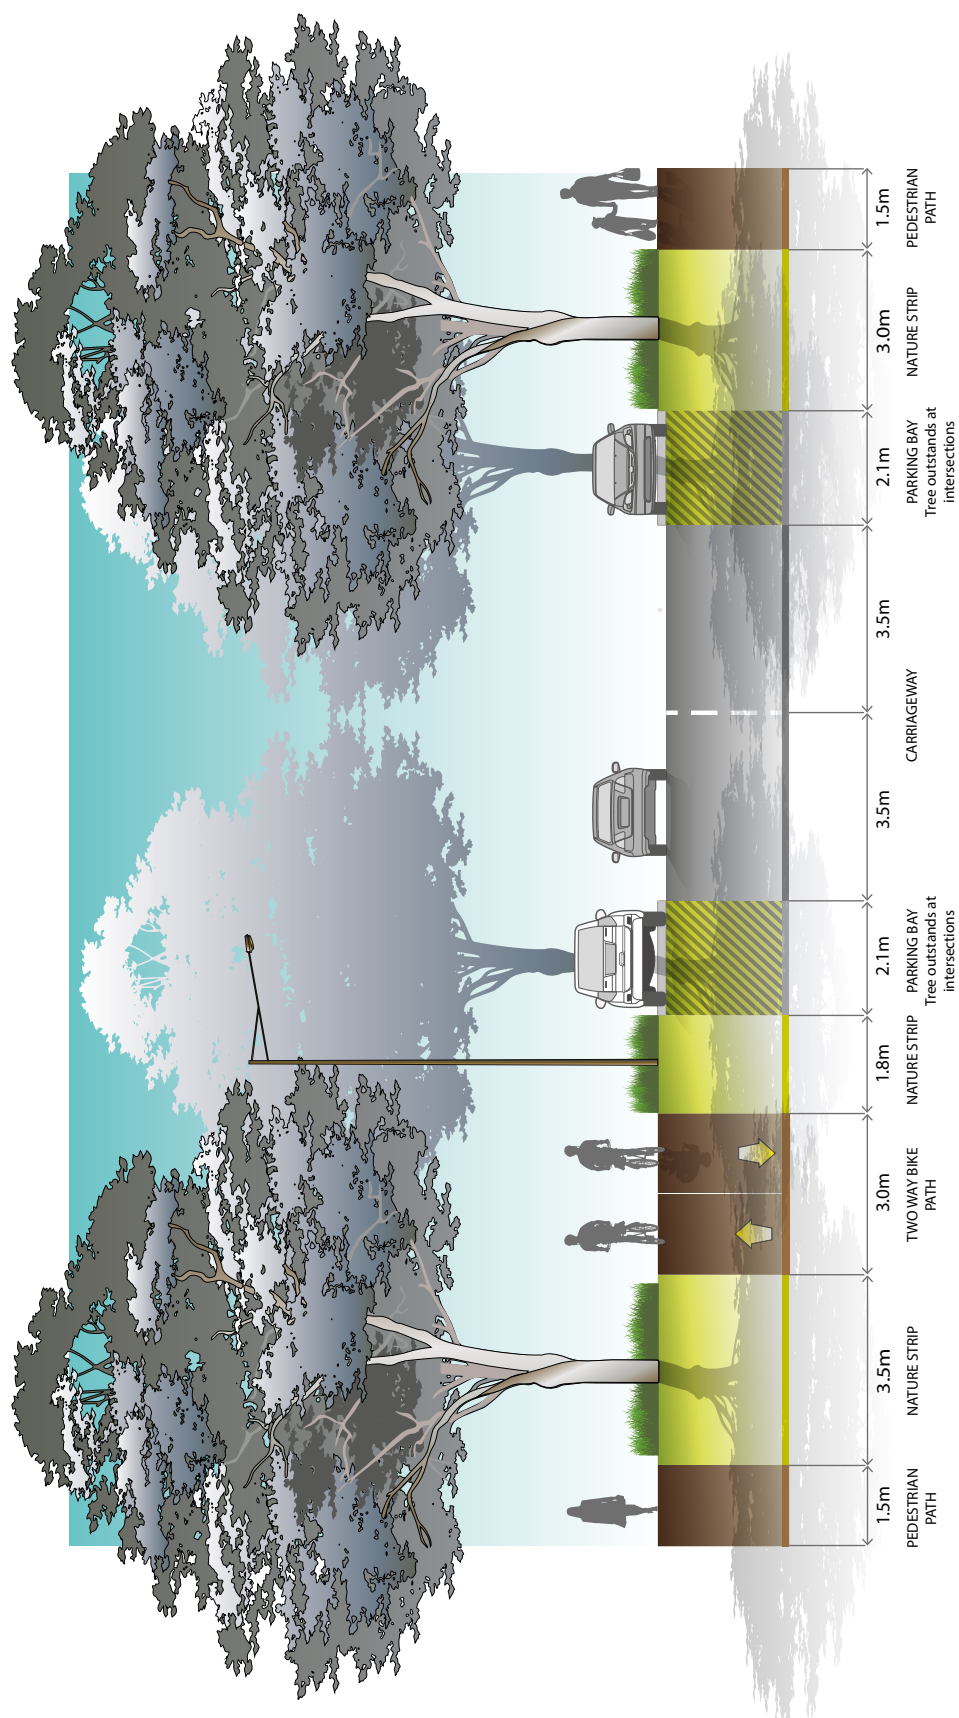 1.5m
3.5m
3.0m
1.8m
2.1m
3.5m
3.5m
2.1m
3.0m
1.5m
PEDESTRIAN
PATH
NATURE STRIP
TWO WAY BIKE
PATH
NATURE STRIP
PARKING BAY
Tree outstands at
intersections
CARRIAGEWAY
PARKING BAY
Tree outstands at
intersections
NATURE STRIP
PEDESTRIAN
PATH